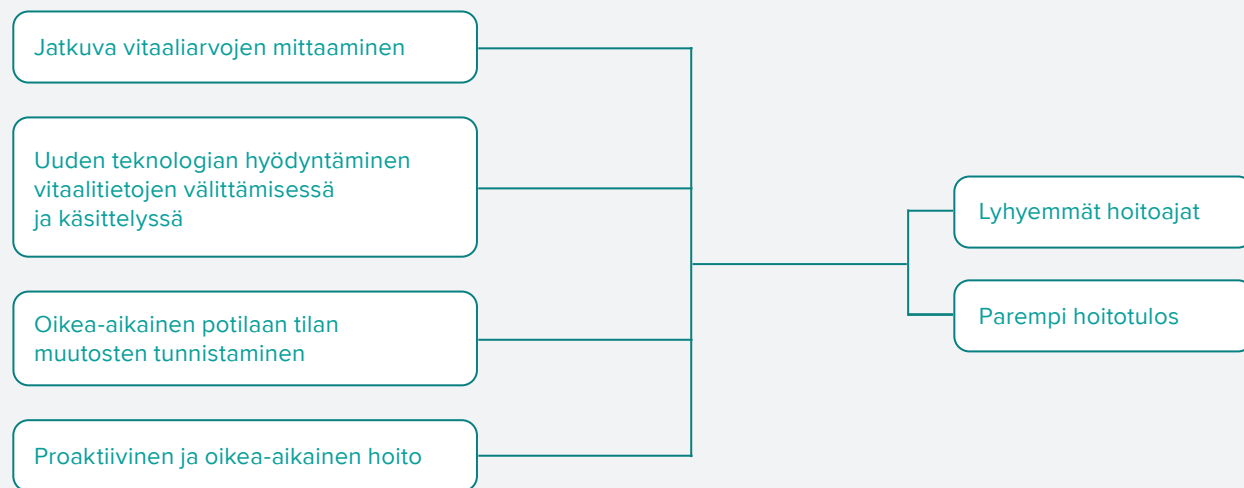 Jatkuva vitaaliarvojen mittaaminen
Uuden teknologian hyödyntäminen
vitaalitietojen välittämisessä
ja käsittelyssä
Oikea-aikainen potilaan tilan
muutosten tunnistaminen
Proaktiivinen ja oikea-aikainen hoito
Lyhyemmät hoitoajat
Parempi hoitotulos